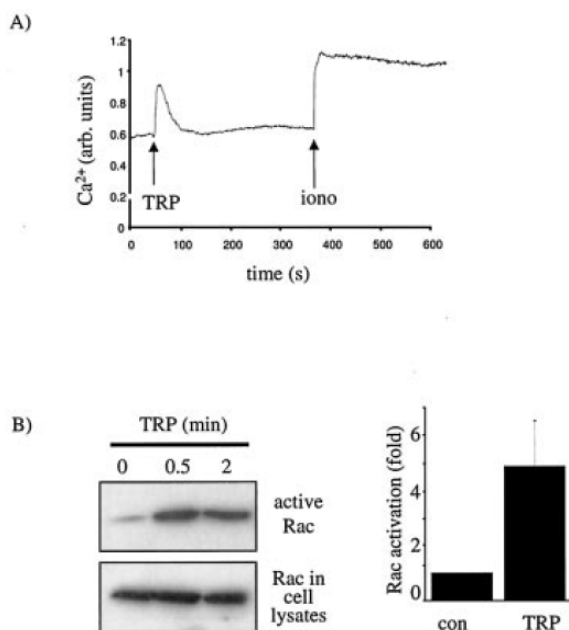 A)
Ca²⁺ (arb. units)
1.2
1
0.8
0.6
0.4
0.2
0
TRP
iono
0 100 200 300 400 500 600
time (s)
B)
TRP (min)
0 0.5 2
active
Rac
Rac in
cell
lysates
Rac activation (fold)
6
4
2
0
con TRP